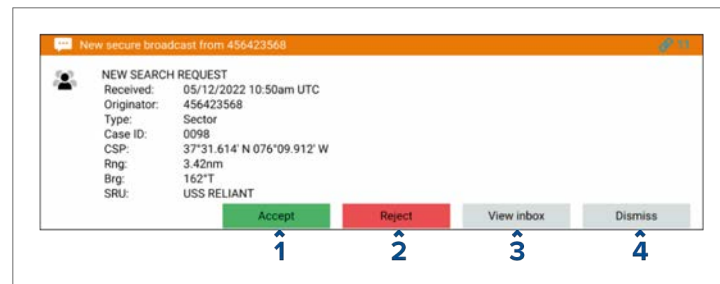 New secure broadcast from 456423568
NEW SEARCH REQUEST
Received: 05/12/2022 10:50am UTC
Originator: 456423568
Type: Sector
Case ID: 0098
CSP: 37°31.614' N 076°09.912' W
Rng: 3.42nm
Brg: 162°T
SRU: USS RELIANT
Accept Reject View inbox Dismiss
1 2 3 4